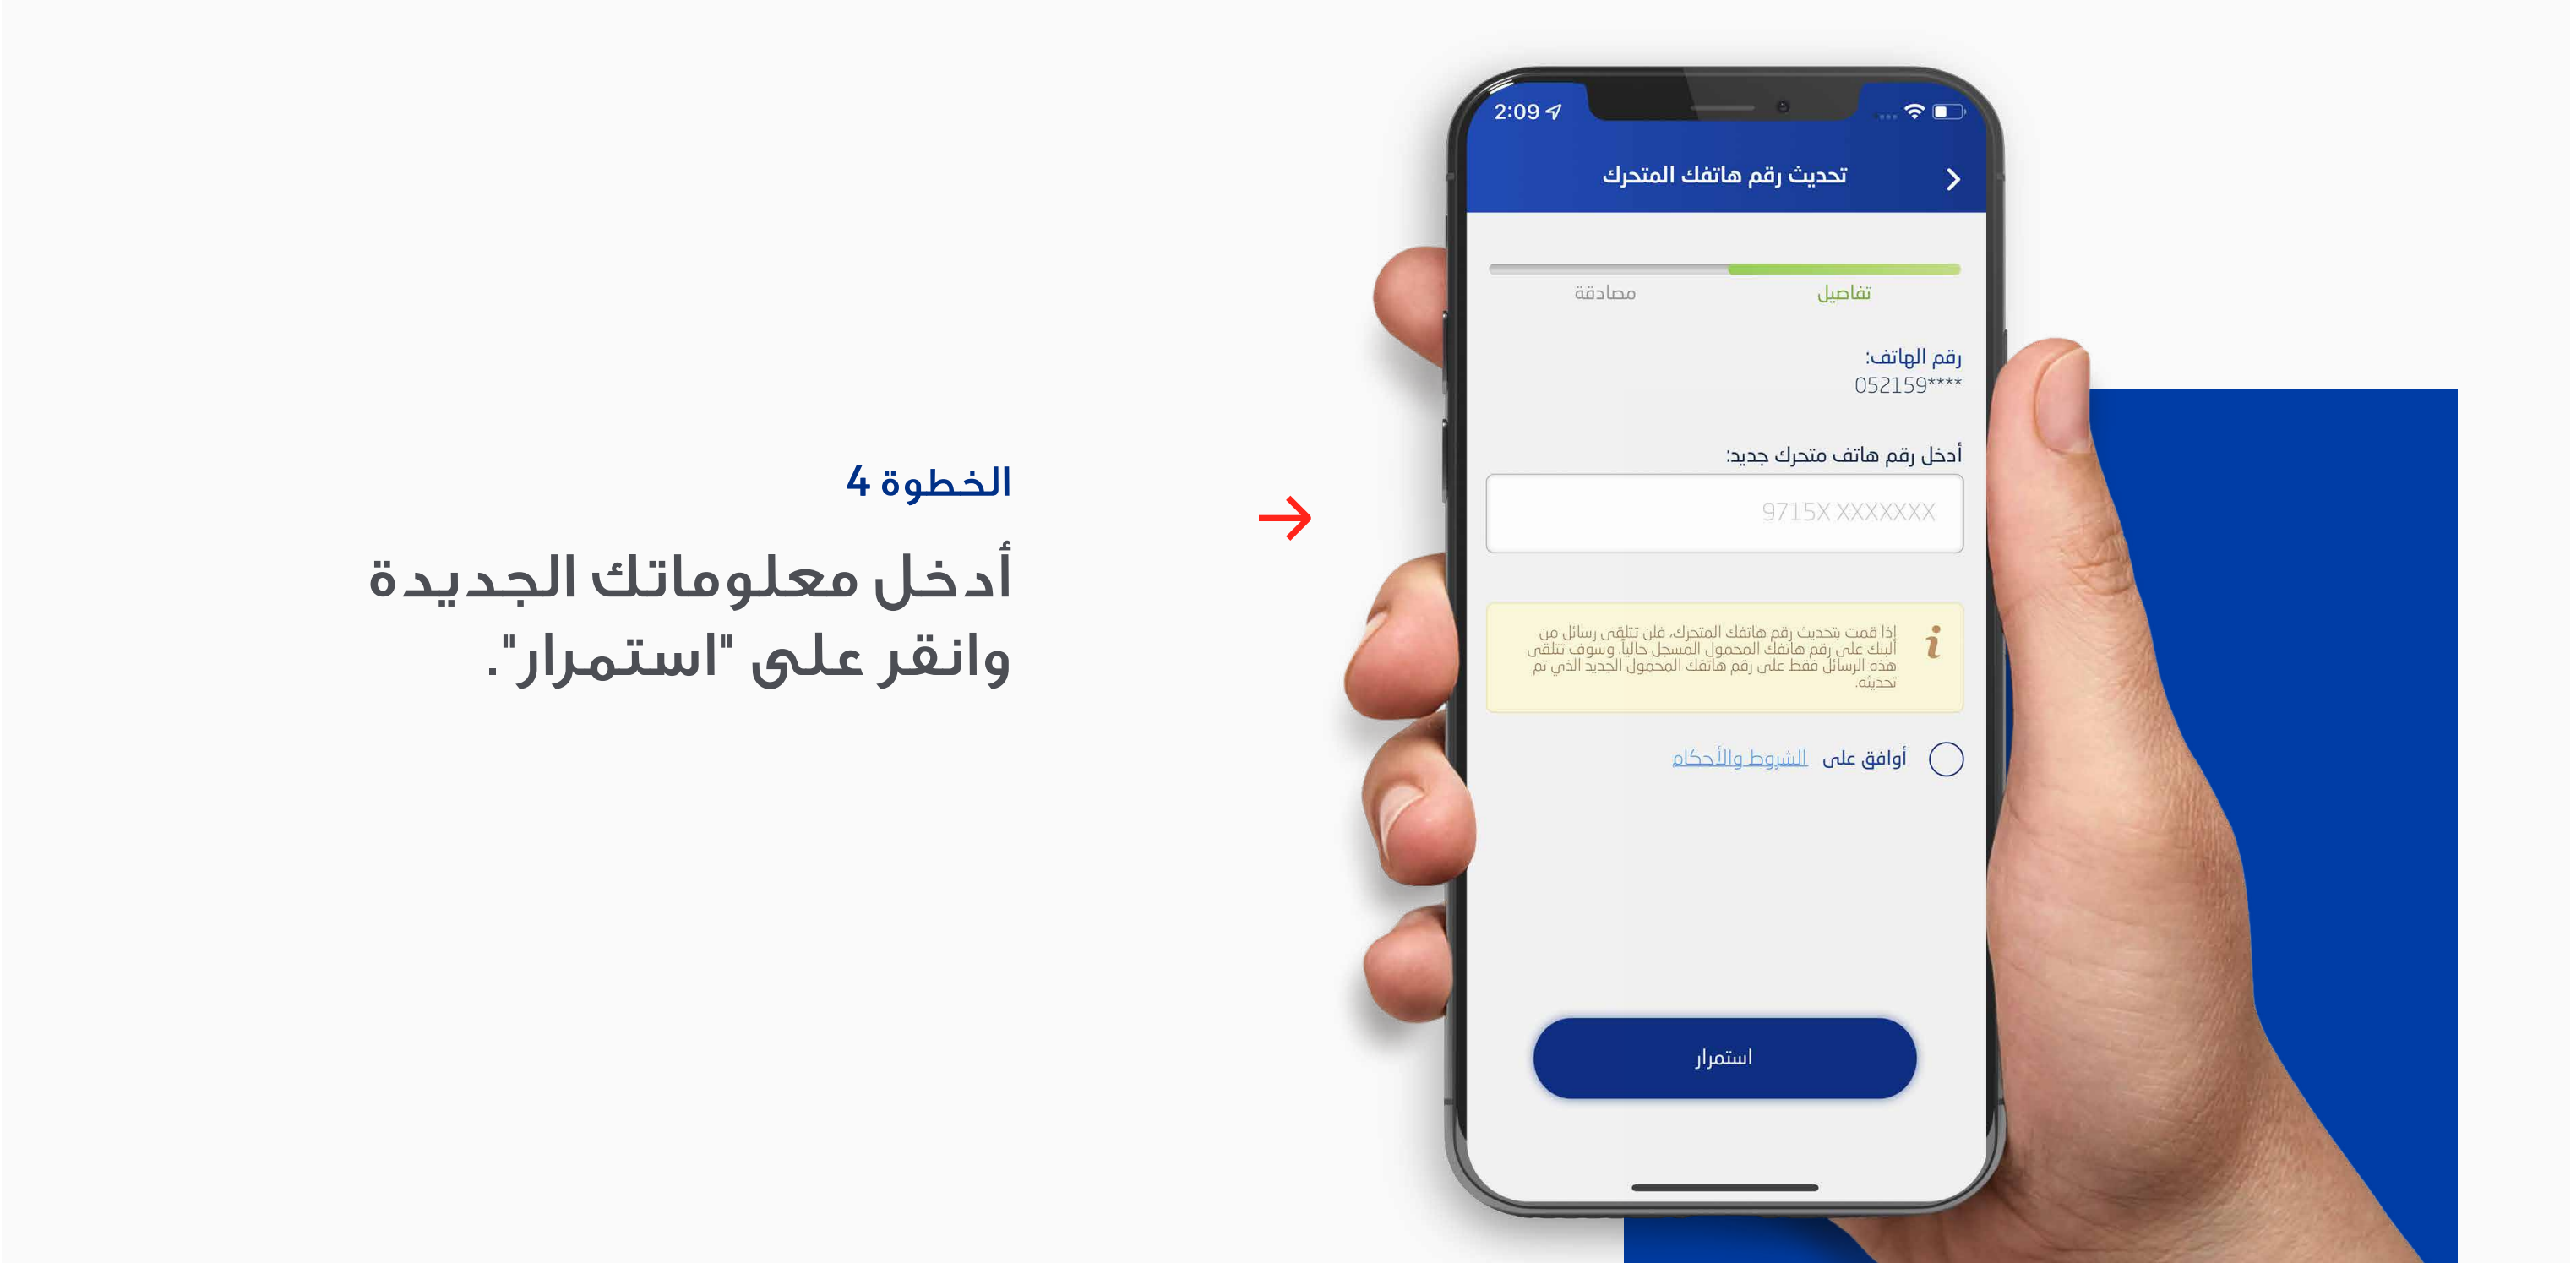 الخطوة 4
أدخل معلوماتك الجديدة
وانقر على "استمرار".
2:09
تحديث رقم هاتفك المتحرك
تفاصيل
مصادقة
رقم الهاتف:
052159****
أدخل رقم هاتف متحرك جديد:
9715X XXXXXXX
إذا قمت بتحديث رقم هاتفك المتحرك، فلن تتلقى رسائل من
البنك على رقم هاتفك المحمول المسجل حالياً. وسوف تتلقى
هذه الرسائل فقط على رقم هاتفك المحمول الجديد الذي تم
تحديثه.
أوافق على الشروط والأحكام
استمرار